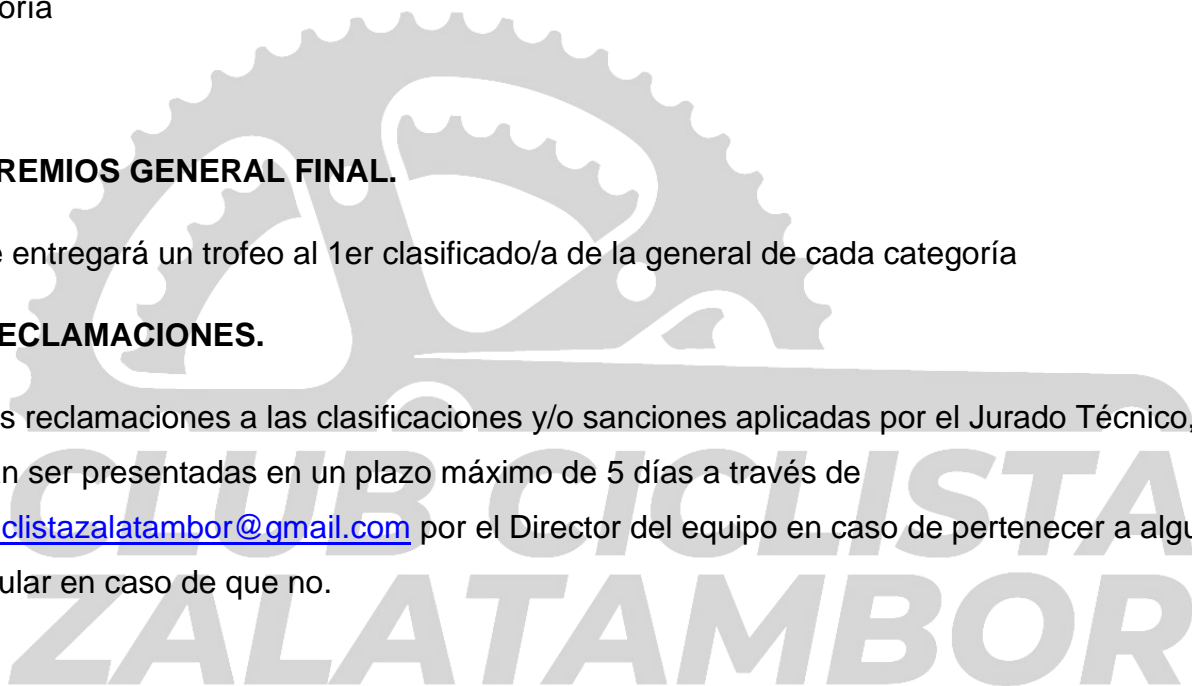 oría
REMIOS GENERAL FINAL.
e entregará un trofeo al 1er clasificado/a de la general de cada categoría
ECLAMACIONES.
s reclamaciones a las clasificaciones y/o sanciones aplicadas por el Jurado Técnico,
án ser presentadas en un plazo máximo de 5 días a través de
clistazalatambor@gmail.com por el Director del equipo en caso de pertenecer a algu
ular en caso de que no.
CLUB CICLISTA
ZALATAMBOR